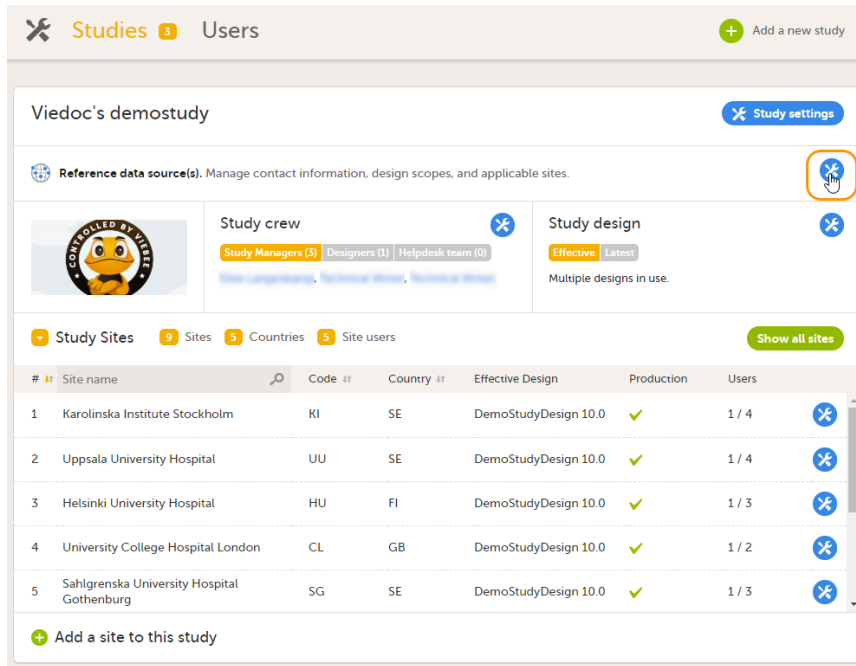 Studies 3 Users Add a new study
Viedoc's demostudy Study settings
Reference data source(s). Manage contact information, design scopes, and applicable sites.
CONTROLLED BY VIEBEE
Study crew
Study Managers (3) Designers (1) Helpdesk team (0)
Study design
Effective Latest
Multiple designs in use.
Study Sites 9 Sites 5 Countries 5 Site users Show all sites
# Site name Code Country Effective Design Production Users
1 Karolinska Institute Stockholm KI SE DemoStudyDesign 10.0 1 / 4
2 Uppsala University Hospital UU SE DemoStudyDesign 10.0 1 / 4
3 Helsinki University Hospital HU FI DemoStudyDesign 10.0 1 / 3
4 University College Hospital London CL GB DemoStudyDesign 10.0 1 / 2
5 Sahlgrenska University Hospital
Gothenburg SG SE DemoStudyDesign 10.0 1 / 3
Add a site to this study